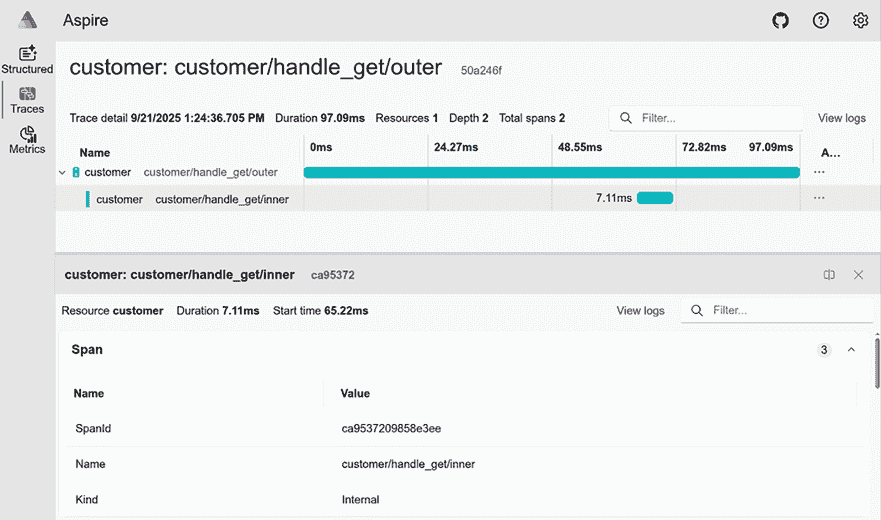 Aspire
Structured
Traces
Metrics
customer: customer/handle_get/outer 50a246f
Trace detail 9/21/2025 1:24:36.705 PM Duration 97.09ms Resources 1 Depth 2 Total spans 2 Filter... View logs
Name 0ms 24.27ms 48.55ms 72.82ms 97.09ms A...
customer customer/handle_get/outer ...
customer customer/handle_get/inner 7.11ms ...
customer: customer/handle_get/inner ca95372
Resource customer Duration 7.11ms Start time 65.22ms View logs Filter...
Span 3
Name Value
SpanId ca9537209858e3ee
Name customer/handle_get/inner
Kind Internal